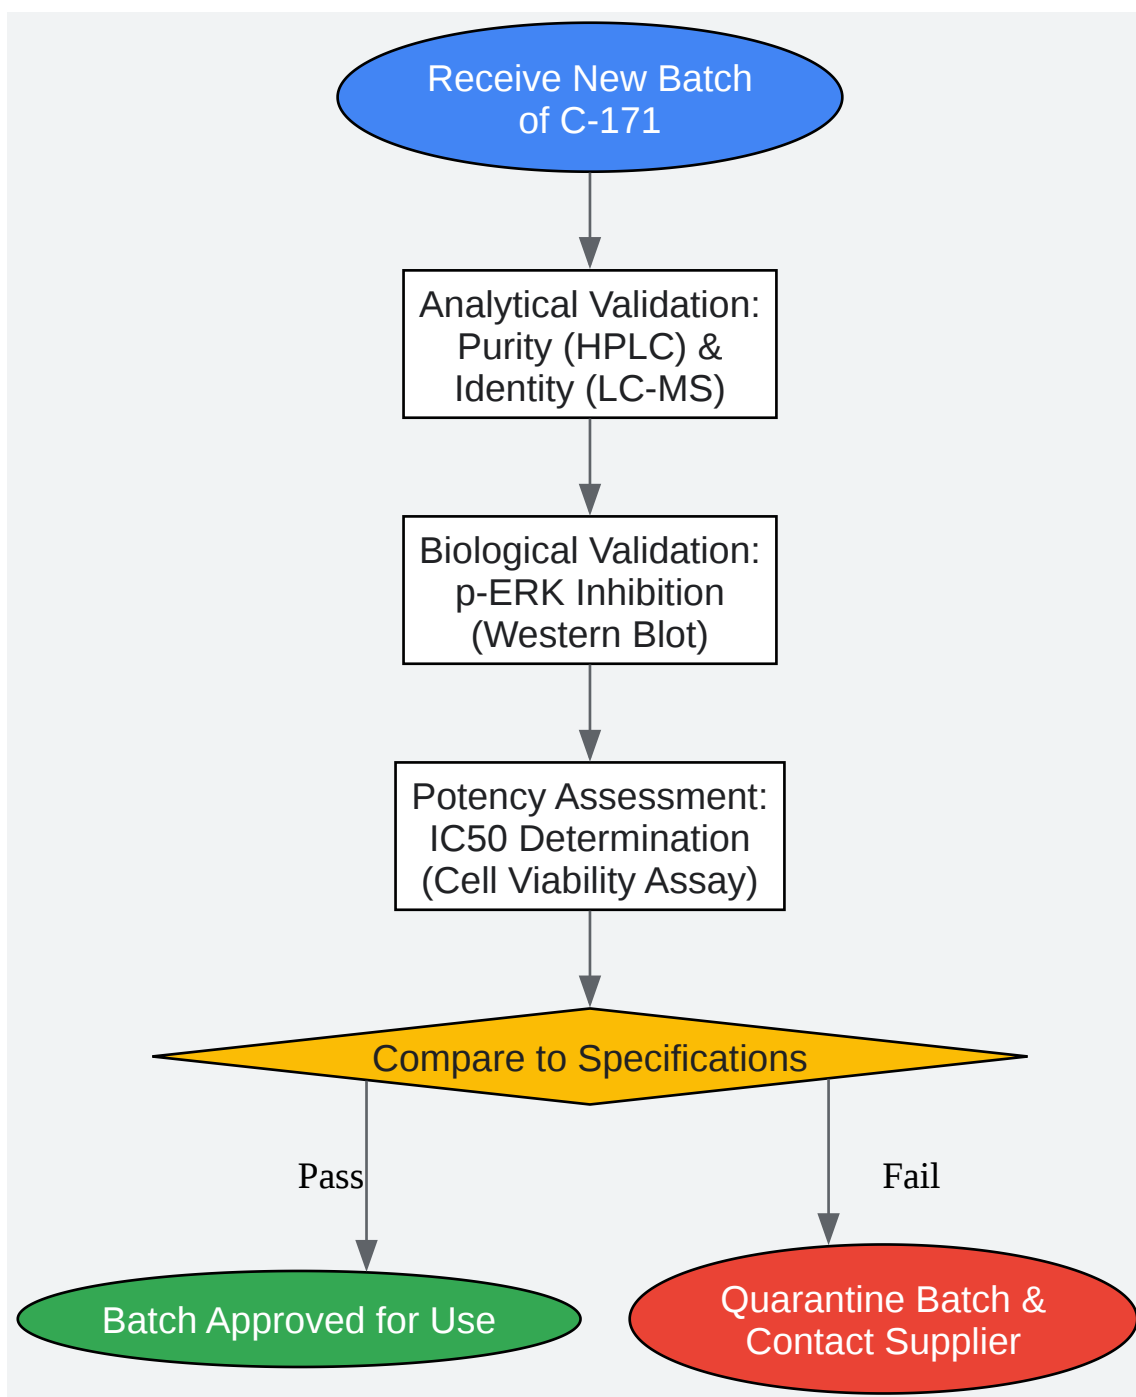 Receive New Batch
of C-171
Analytical Validation:
Purity (HPLC) &
Identity (LC-MS)
Biological Validation:
p-ERK Inhibition
(Western Blot)
Potency Assessment:
IC50 Determination
(Cell Viability Assay)
Compare to Specifications
Pass
Fail
Batch Approved for Use
Quarantine Batch &
Contact Supplier